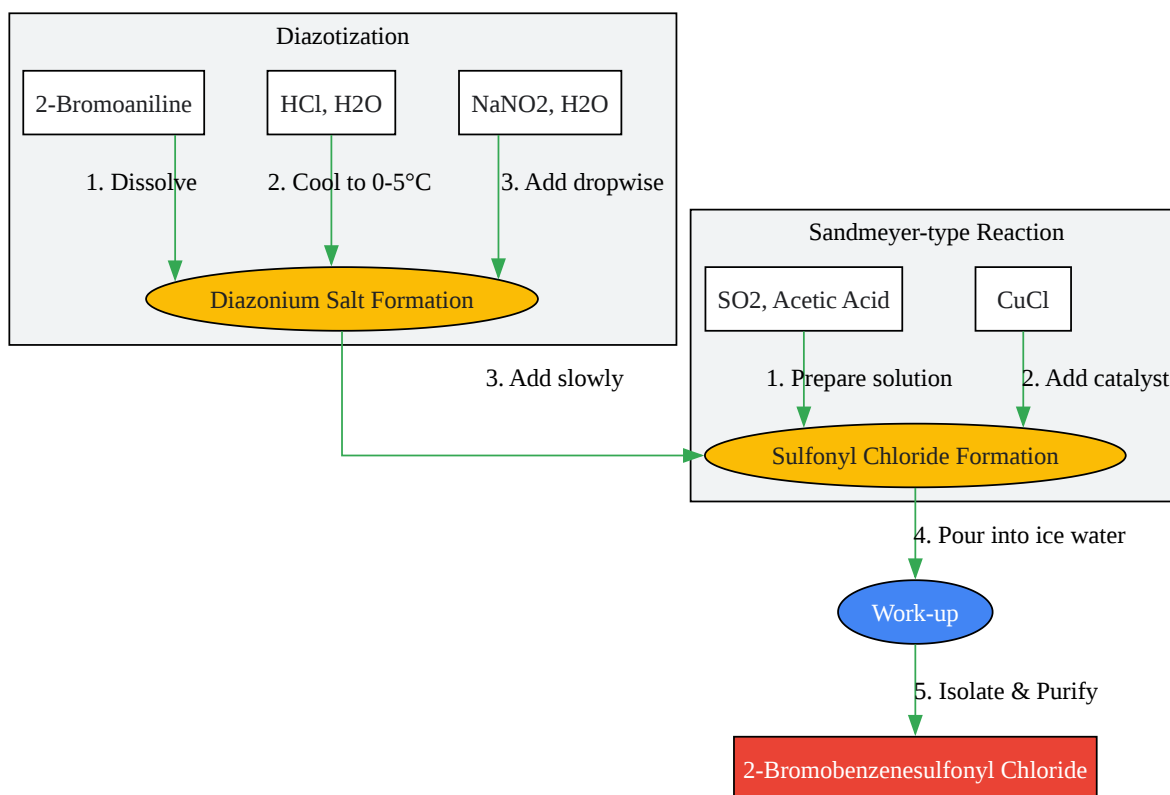 Diazotization
2-Bromoaniline
HCl, H2O
NaNO2, H2O
1. Dissolve
2. Cool to 0-5°C
3. Add dropwise
Diazonium Salt Formation
3. Add slowly
Sandmeyer-type Reaction
SO2, Acetic Acid
CuCl
1. Prepare solution
2. Add catalyst
Sulfonyl Chloride Formation
4. Pour into ice water
Work-up
5. Isolate & Purify
2-Bromobenzenesulfonyl Chloride